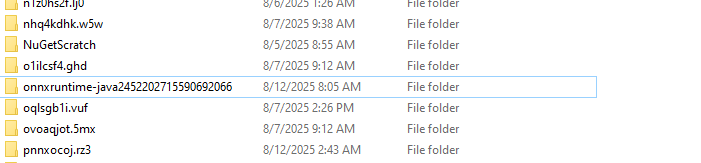 n1z0hs2f.lj0 8/6/2025 1:26 AM File folder
nhq4kdhk.w5w 8/7/2025 9:38 AM File folder
NuGetScratch 8/5/2025 8:55 AM File folder
o1ilcsf4.ghd 8/7/2025 9:12 AM File folder
onnxruntime-java2452202715590692066 8/12/2025 8:05 AM File folder
oqlsgb1i.vuf 8/7/2025 2:26 PM File folder
ovoaqjot.5mx 8/7/2025 9:12 AM File folder
pnnxocoj.rz3 8/12/2025 2:43 AM File folder